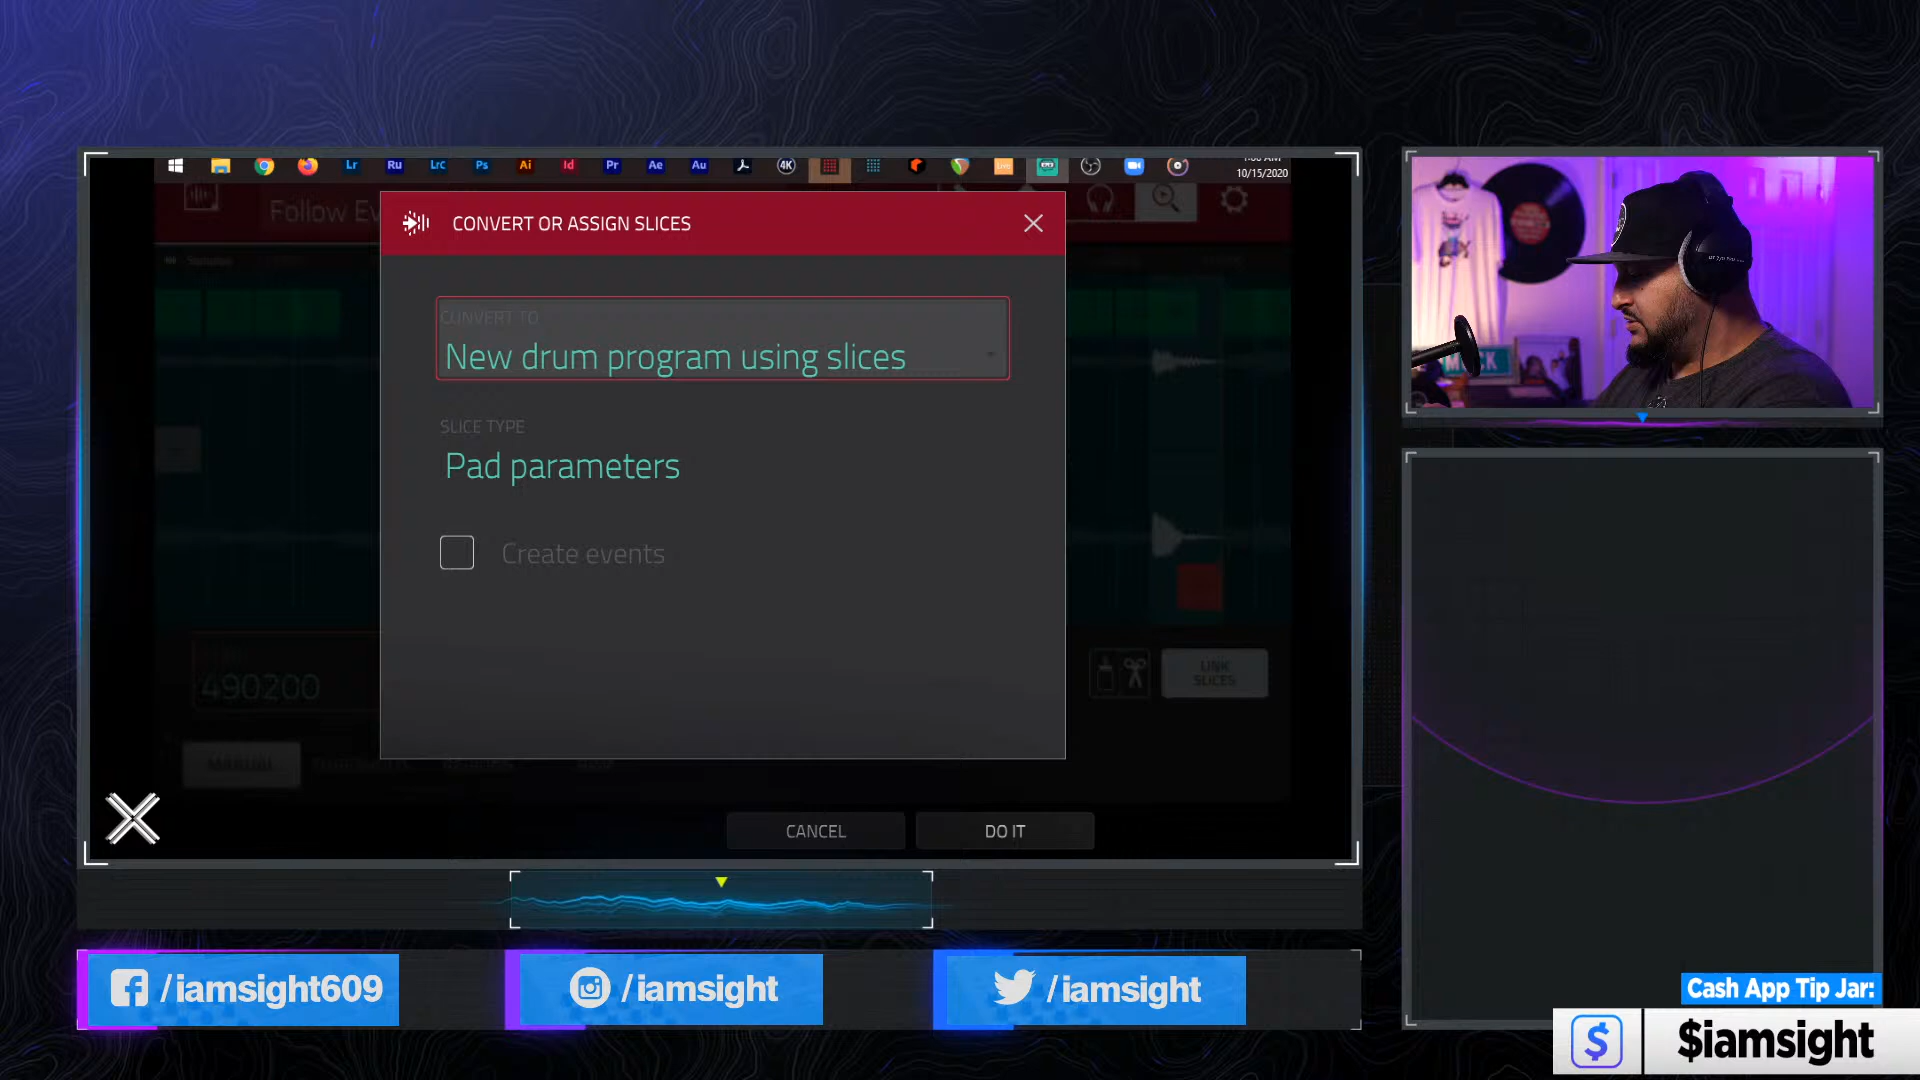 Lr Ru LrC Ps Ai Id Pr Ae Au 4K
10/15/2020
Follow Ev
CONVERT OR ASSIGN SLICES
CONVERT TO
New drum program using slices
SLICE TYPE
Pad parameters
Create events
490200
LINK
SLICES
MANUAL
CANCEL
DO IT
/iamsight609
/iamsight
/iamsight
Cash App Tip Jar:
$
$iamsight